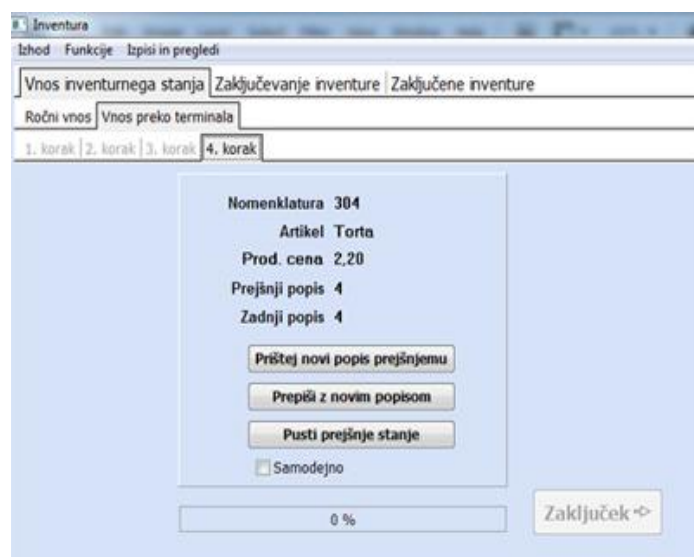 Inventura
Izhod Funkcije Izpisi in pregledi
Vnos inventurnega stanja Zaključevanje inventure Zaključene inventure
Ročni vnos Vnos preko terminala
1. korak 2. korak 3. korak 4. korak
Nomenklatura 304
Artikel Torta
Prod. cena 2,20
Prejšnji popis 4
Zadnji popis 4
Prištej novi popis prejšnjemu
Prepiši z novim popisom
Pusti prejšnje stanje
Samodejno
0 %
Zaključek